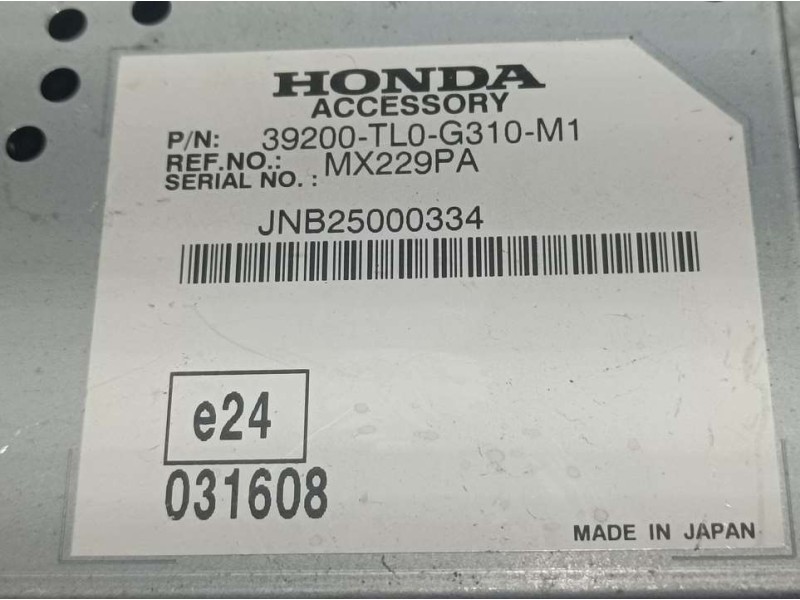 HONDA
ACCESSORY
P/N: 39200-TL0-G310-M1
REF.NO.: MX229PA
SERIAL NO. :
JNB25000334
e24
031608
MADE IN JAPAN